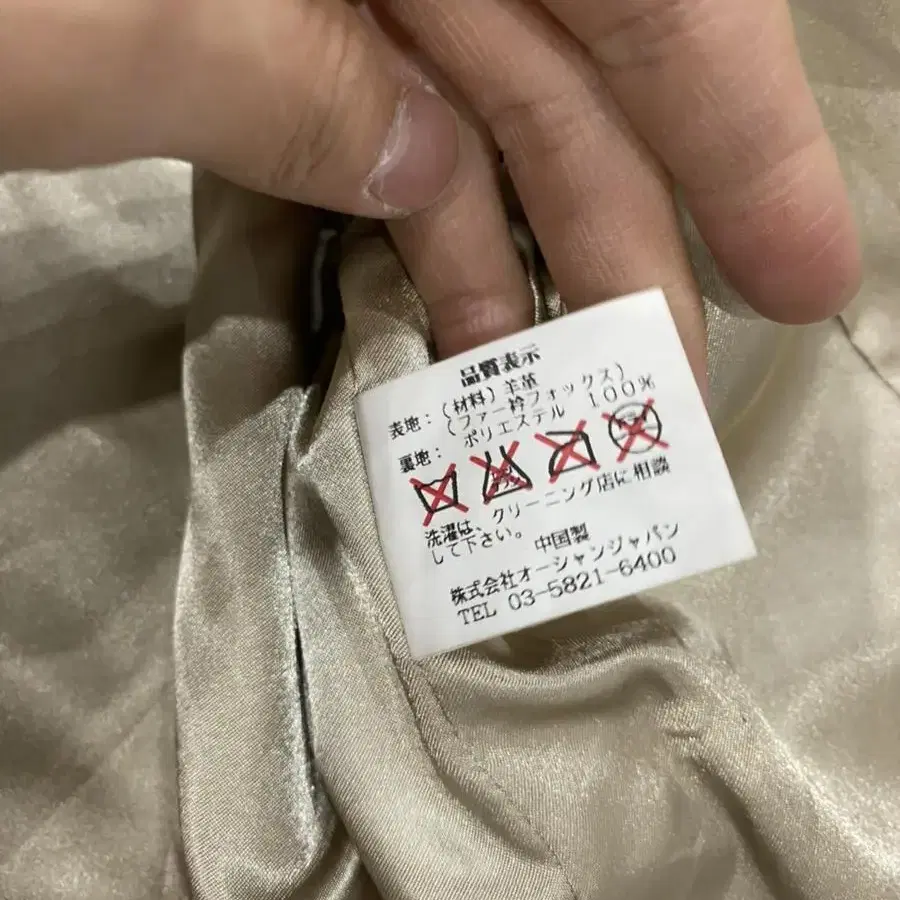 品質表示
表地：（材料）羊革
（ファー衿フォックス）
裏地： ポリエステル 100%
洗濯は、クリーニング店に相談
して下さい。
中国製
株式会社オーシャンジャパン
TEL 03-5821-6400